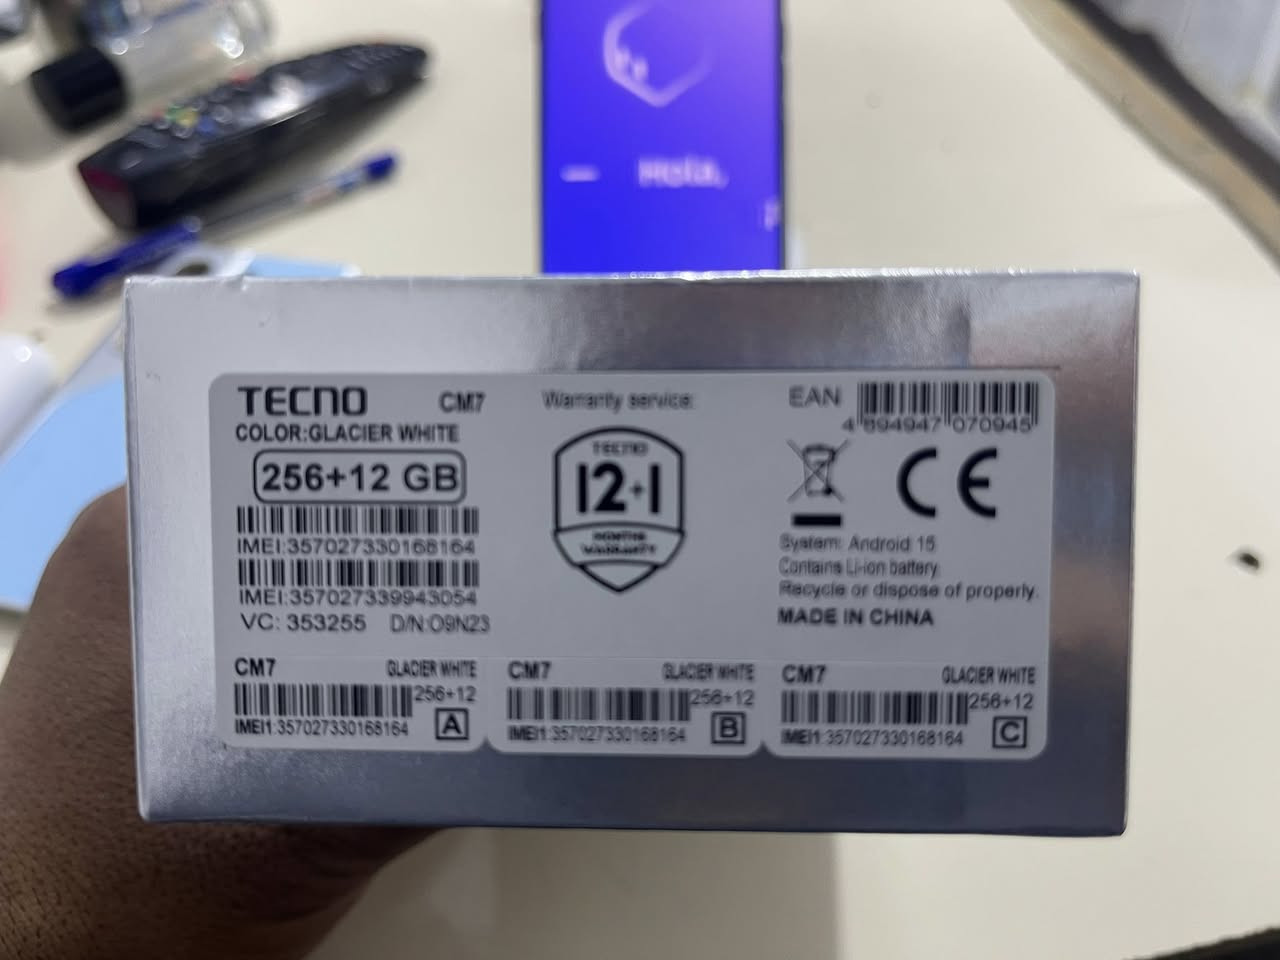 Hola,
TECNO CM7
COLOR:GLACIER WHITE
256+12 GB
IMEI:357027330168164
IMEI:357027339943054
VC: 353255 D/N:O9N23
Warranty service:
TECNO
12+1
MONTHS
WARRANTY
EAN
4 894947 070945
CE
System: Android 15
Contains Li-ion battery.
Recycle or dispose of properly.
MADE IN CHINA
CM7 GLACIER WHITE
256+12
IMEI1:357027330168164 A
CM7 GLACIER WHITE
256+12
IMEI1:357027330168164 B
CM7 GLACIER WHITE
256+12
IMEI1:357027330168164 C